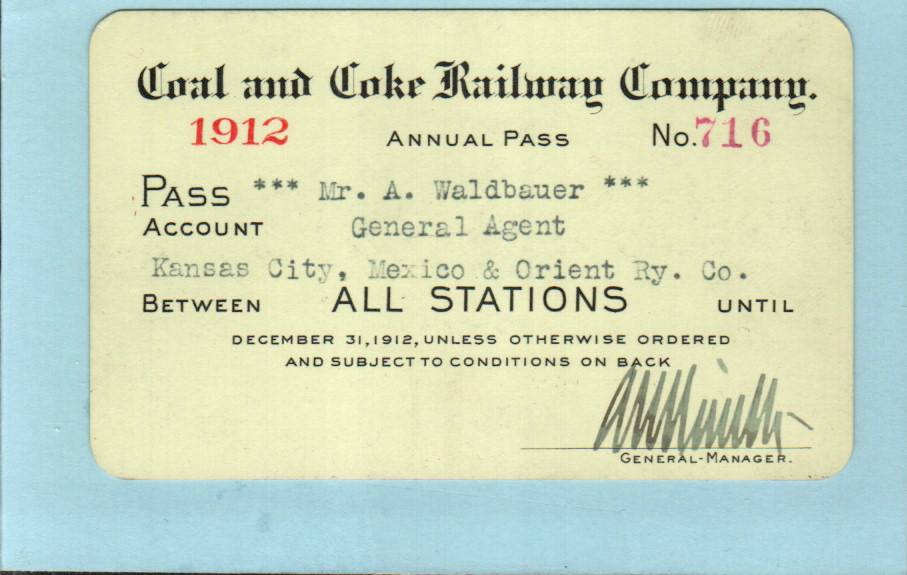 Coal and Coke Railway Company.
1912 ANNUAL PASS No. 716
PASS *** Mr. A. Waldbauer ***
ACCOUNT General Agent
Kansas City, Mexico & Orient Ry. Co.
BETWEEN ALL STATIONS UNTIL
DECEMBER 31, 1912, UNLESS OTHERWISE ORDERED
AND SUBJECT TO CONDITIONS ON BACK
GENERAL-MANAGER.